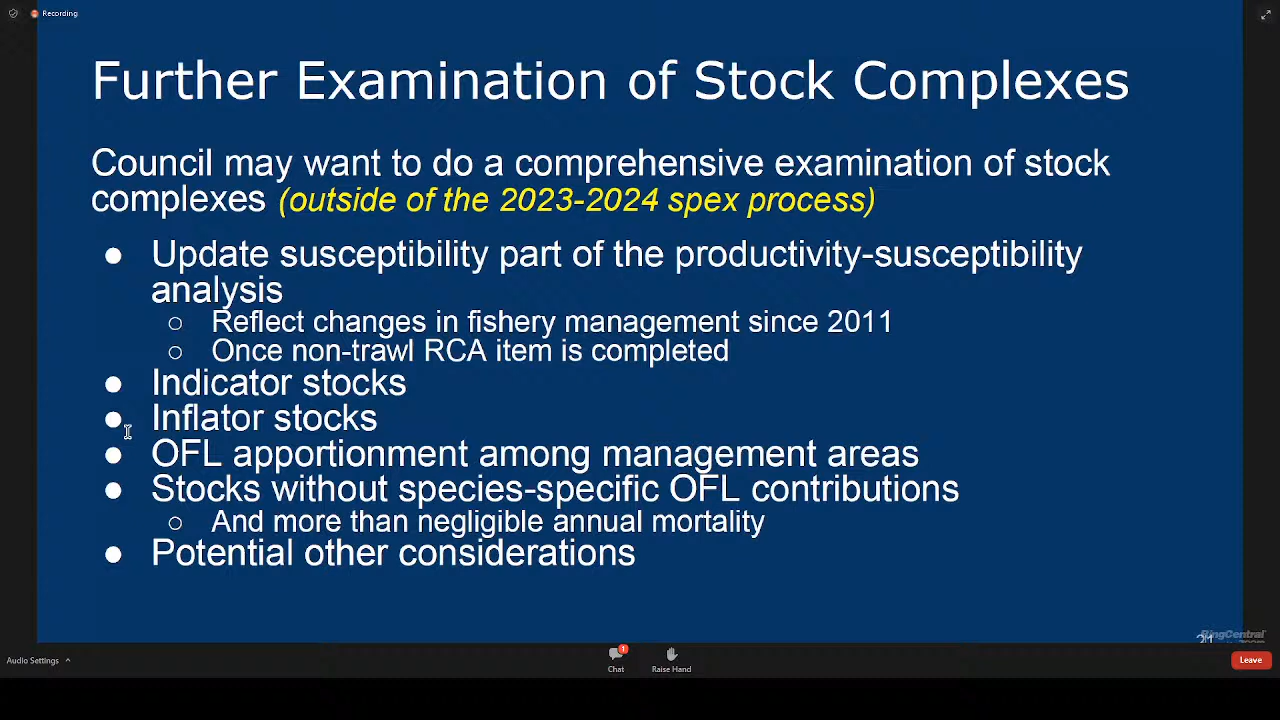 Recording
Further Examination of Stock Complexes
Council may want to do a comprehensive examination of stock
complexes (outside of the 2023-2024 spex process)
● Update susceptibility part of the productivity-susceptibility
analysis
○ Reflect changes in fishery management since 2011
○ Once non-trawl RCA item is completed
● Indicator stocks
● Inflator stocks
● OFL apportionment among management areas
● Stocks without species-specific OFL contributions
○ And more than negligible annual mortality
● Potential other considerations
RingCentral
Audio Settings
1
Chat
Raise Hand
Leave